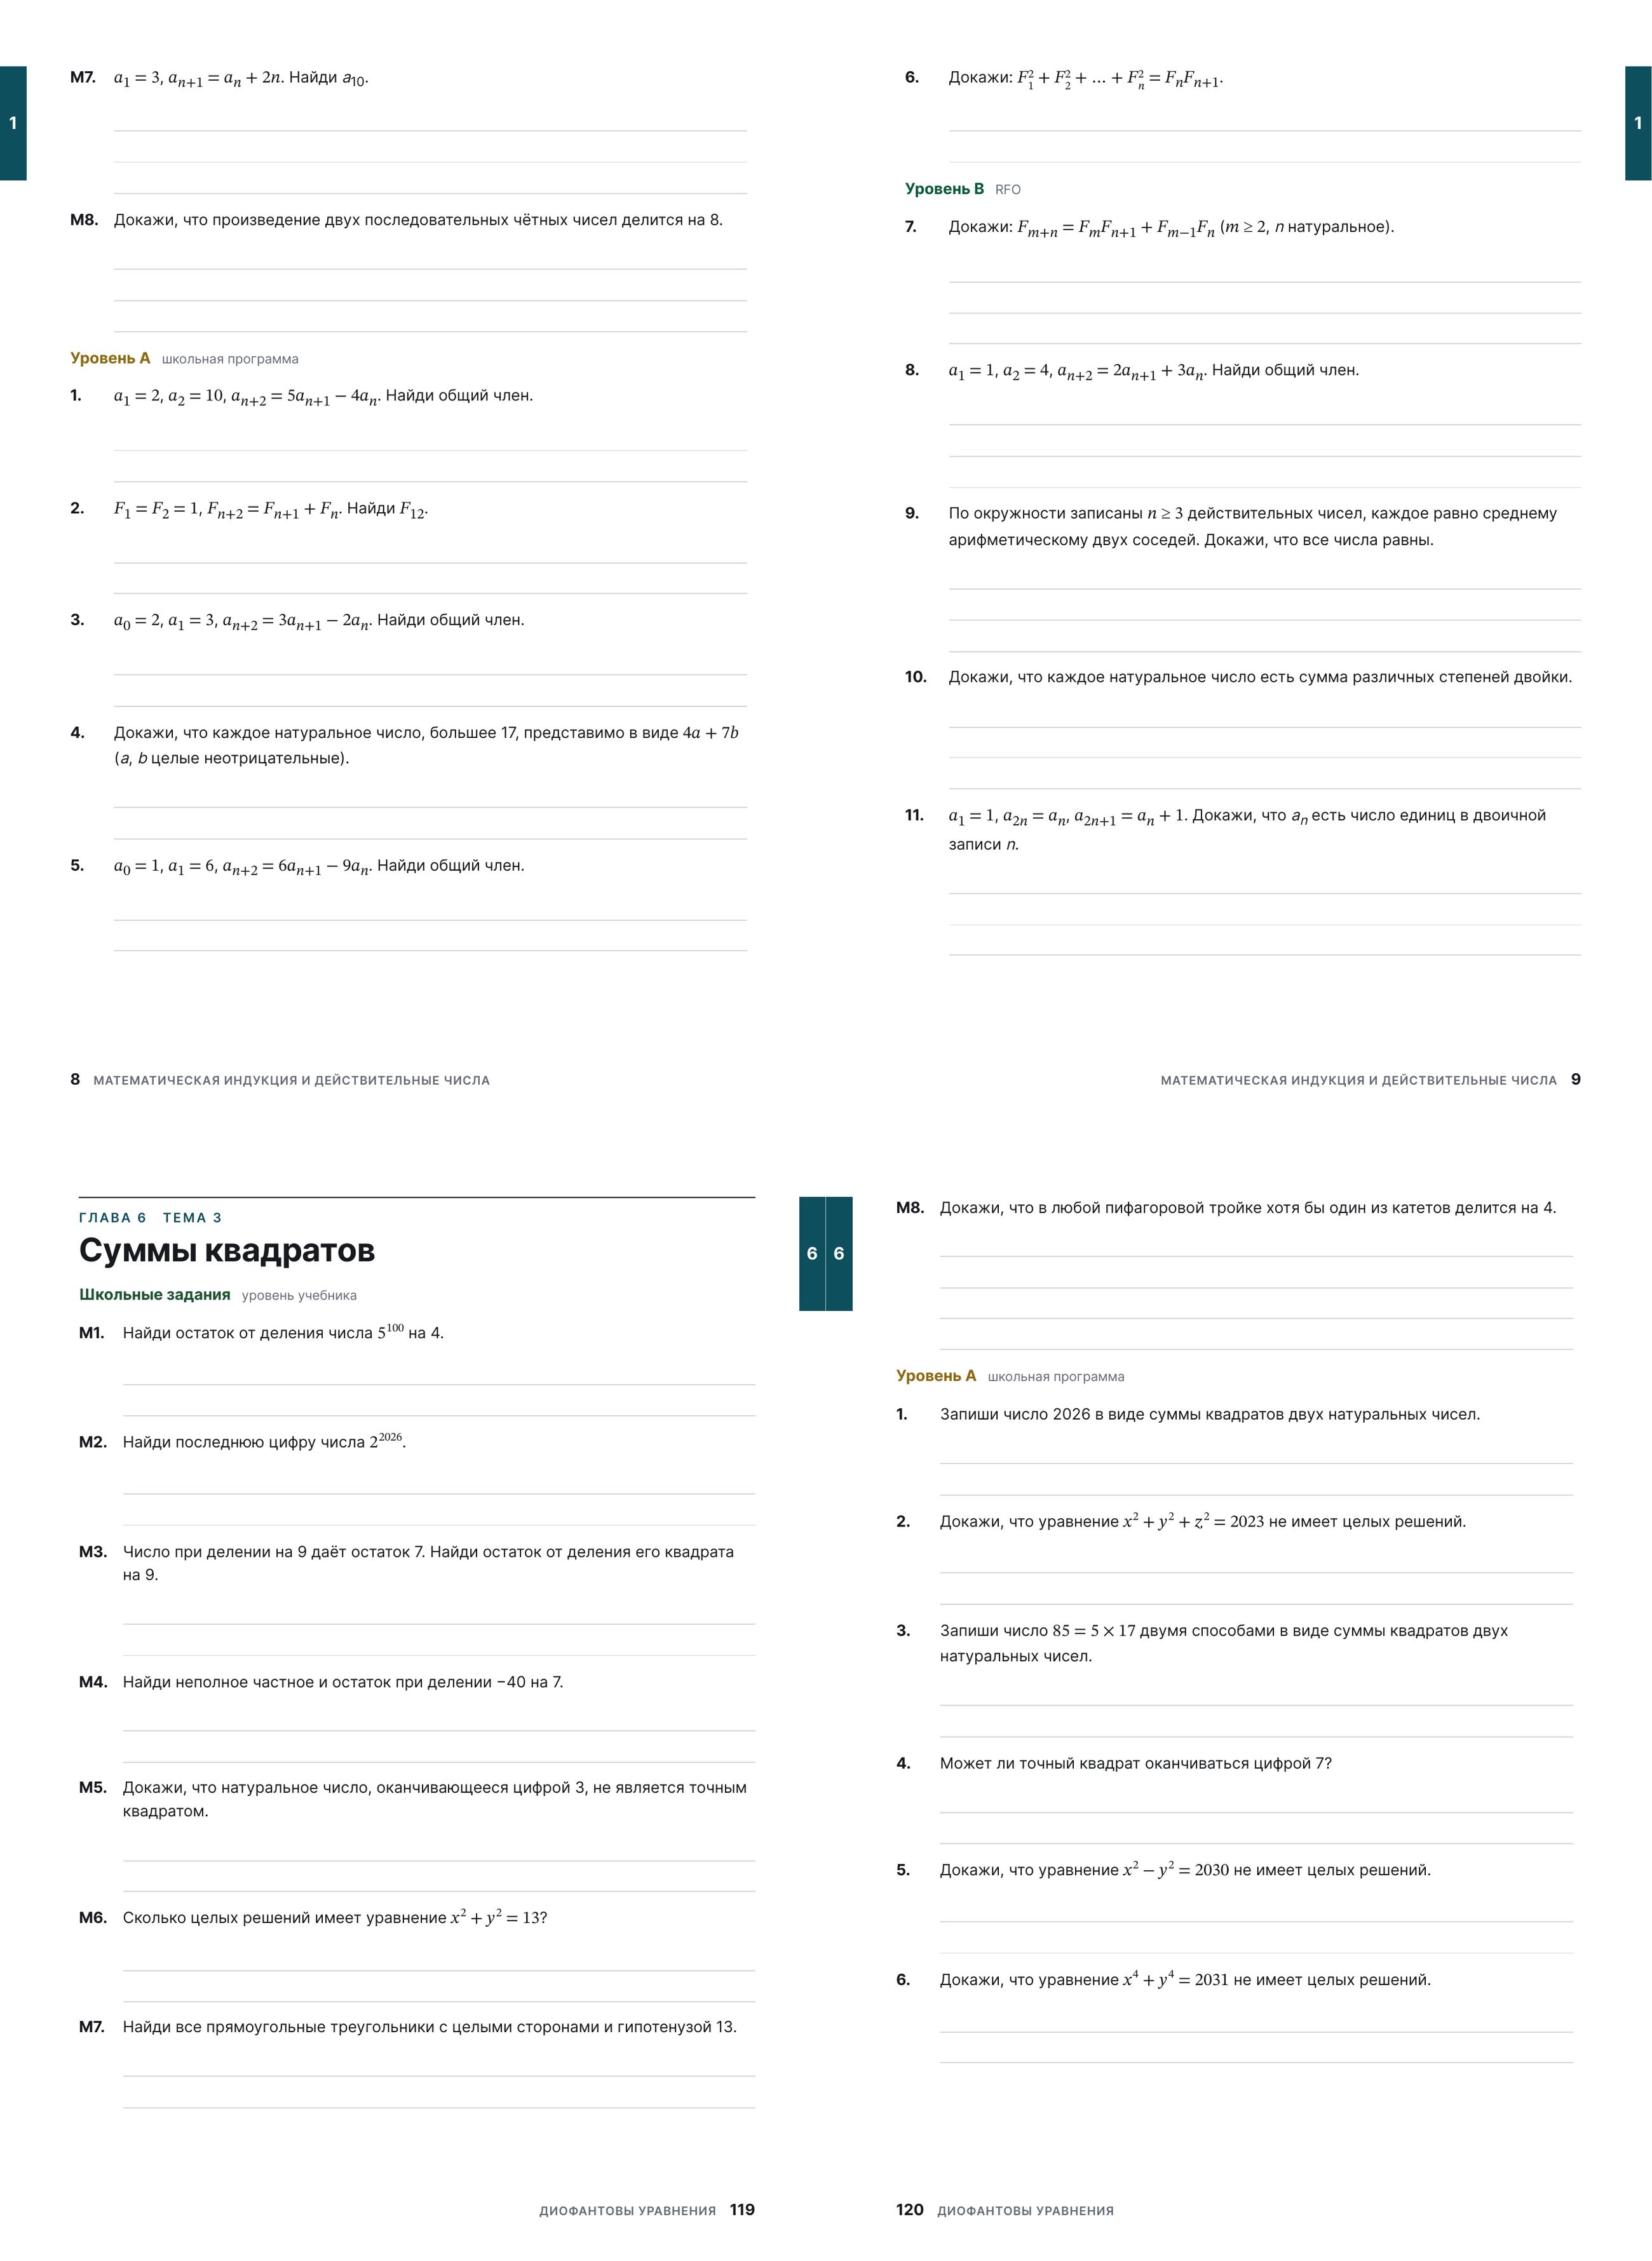 1
М7. a₁ = 3, aₙ₊₁ = aₙ + 2n. Найди a₁₀.
М8. Докажи, что произведение двух последовательных чётных чисел делится на 8.
Уровень А школьная программа
1. a₁ = 2, a₂ = 10, aₙ₊₂ = 5aₙ₊₁ − 4aₙ. Найди общий член.
2. F₁ = F₂ = 1, Fₙ₊₂ = Fₙ₊₁ + Fₙ. Найди F₁₂.
3. a₀ = 2, a₁ = 3, aₙ₊₂ = 3aₙ₊₁ − 2aₙ. Найди общий член.
4. Докажи, что каждое натуральное число, большее 17, представимо в виде 4a + 7b
(a, b целые неотрицательные).
5. a₀ = 1, a₁ = 6, aₙ₊₂ = 6aₙ₊₁ − 9aₙ. Найди общий член.
8 МАТЕМАТИЧЕСКАЯ ИНДУКЦИЯ И ДЕЙСТВИТЕЛЬНЫЕ ЧИСЛА
1
6. Докажи: F₁² + F₂² + … + Fₙ² = FₙFₙ₊₁.
Уровень B RFO
7. Докажи: Fₘ₊ₙ = FₘFₙ₊₁ + Fₘ₋₁Fₙ (m ≥ 2, n натуральное).
8. a₁ = 1, a₂ = 4, aₙ₊₂ = 2aₙ₊₁ + 3aₙ. Найди общий член.
9. По окружности записаны n ≥ 3 действительных чисел, каждое равно среднему
арифметическому двух соседей. Докажи, что все числа равны.
10. Докажи, что каждое натуральное число есть сумма различных степеней двойки.
11. a₁ = 1, a₂ₙ = aₙ, a₂ₙ₊₁ = aₙ + 1. Докажи, что aₙ есть число единиц в двоичной
записи n.
МАТЕМАТИЧЕСКАЯ ИНДУКЦИЯ И ДЕЙСТВИТЕЛЬНЫЕ ЧИСЛА 9
ГЛАВА 6 ТЕМА 3
Суммы квадратов
Школьные задания уровень учебника
М1. Найди остаток от деления числа 5¹⁰⁰ на 4.
М2. Найди последнюю цифру числа 2²⁰²⁶.
М3. Число при делении на 9 даёт остаток 7. Найди остаток от деления его квадрата
на 9.
М4. Найди неполное частное и остаток при делении −40 на 7.
М5. Докажи, что натуральное число, оканчивающееся цифрой 3, не является точным
квадратом.
М6. Сколько целых решений имеет уравнение x² + y² = 13?
М7. Найди все прямоугольные треугольники с целыми сторонами и гипотенузой 13.
ДИОФАНТОВЫ УРАВНЕНИЯ 119
6 6
М8. Докажи, что в любой пифагоровой тройке хотя бы один из катетов делится на 4.
Уровень А школьная программа
1. Запиши число 2026 в виде суммы квадратов двух натуральных чисел.
2. Докажи, что уравнение x² + y² + z² = 2023 не имеет целых решений.
3. Запиши число 85 = 5 × 17 двумя способами в виде суммы квадратов двух
натуральных чисел.
4. Может ли точный квадрат оканчиваться цифрой 7?
5. Докажи, что уравнение x² − y² = 2030 не имеет целых решений.
6. Докажи, что уравнение x⁴ + y⁴ = 2031 не имеет целых решений.
120 ДИОФАНТОВЫ УРАВНЕНИЯ